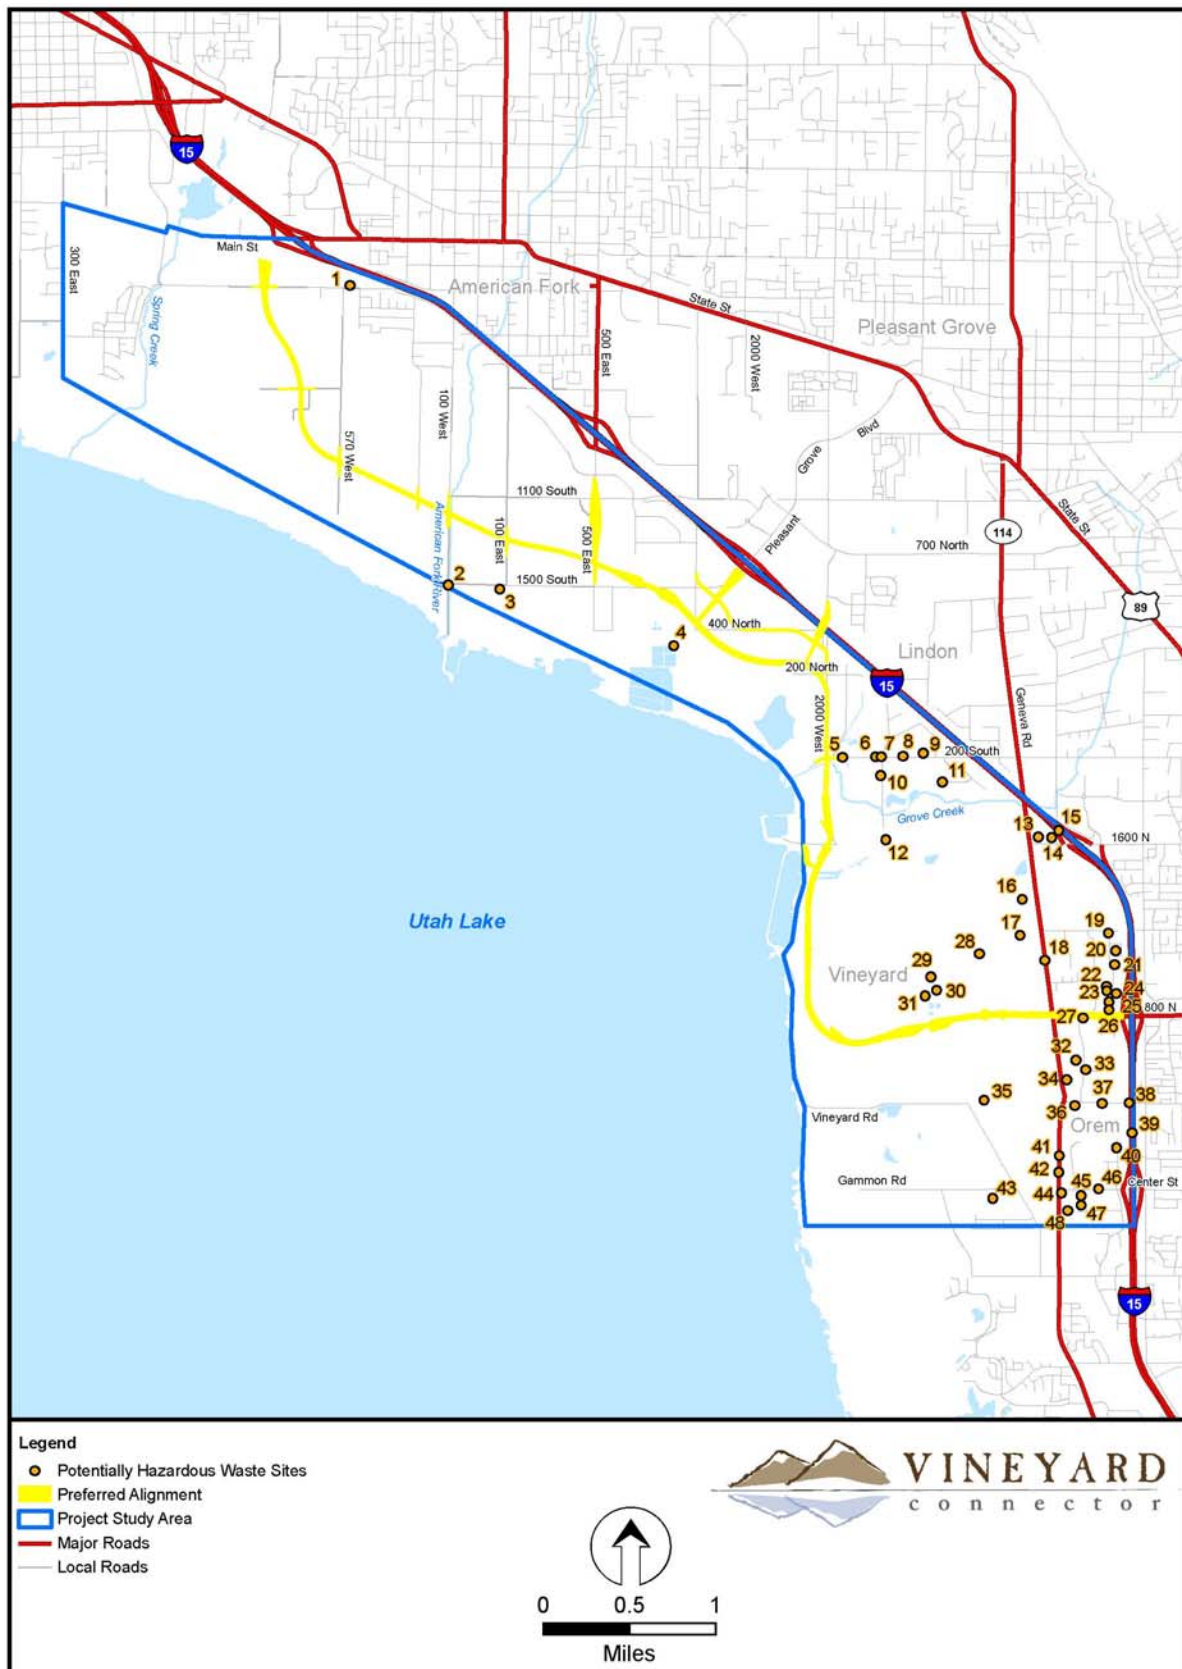 15
Main St
300 East
Spring Creek
1
American Fork
State St
Pleasant Grove
500 East
2000 West
100 West
570 West
Pleasant
Grove
Blvd
1100 South
American Fork River
100 East
500 East
114
State St
700 North
2
1500 South
3
89
400 North
4
Lindon
200 North
15
2000 West
Geneva Rd
5
6
7
8
9
200 South
10
11
Grove Creek
12
13
14
15
1600 N
16
17
18
19
20
21
22
23
24
25
26
27
800 N
Utah Lake
Vineyard
28
29
30
31
32
33
34
35
36
37
38
Vineyard Rd
Orem
39
40
41
42
Gammon Rd
43
44
45
46
47
48
Center St
15
Legend
Potentially Hazardous Waste Sites
Preferred Alignment
Project Study Area
Major Roads
Local Roads
0 0.5 1
Miles
VINEYARD
connector